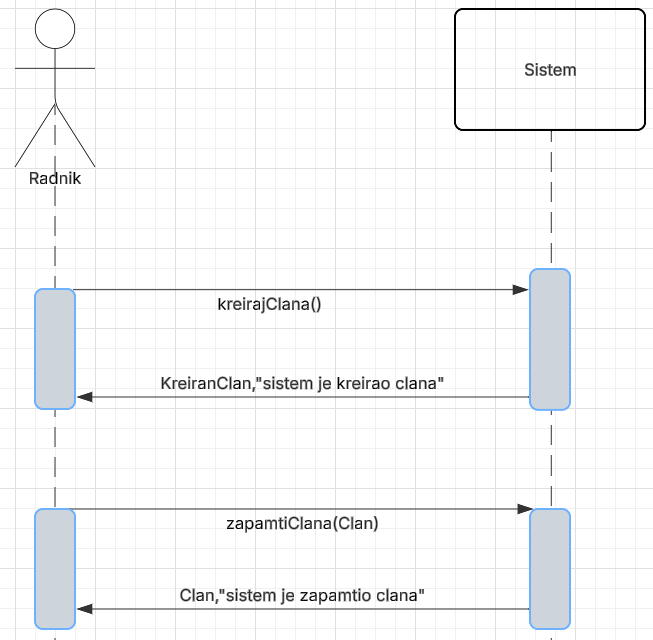 Sistem
Radnik
kreirajClana()
KreiranClan,"sistem je kreirao clana"
zapamtiClana(Clan)
Clan,"sistem je zapamtio clana"